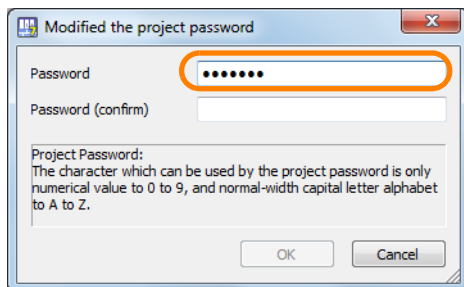 Modified the project password
Password
•••••••
Password (confirm)
Project Password:
The character which can be used by the project password is only
numerical value to 0 to 9, and normal-width capital letter alphabet
to A to Z.
OK
Cancel